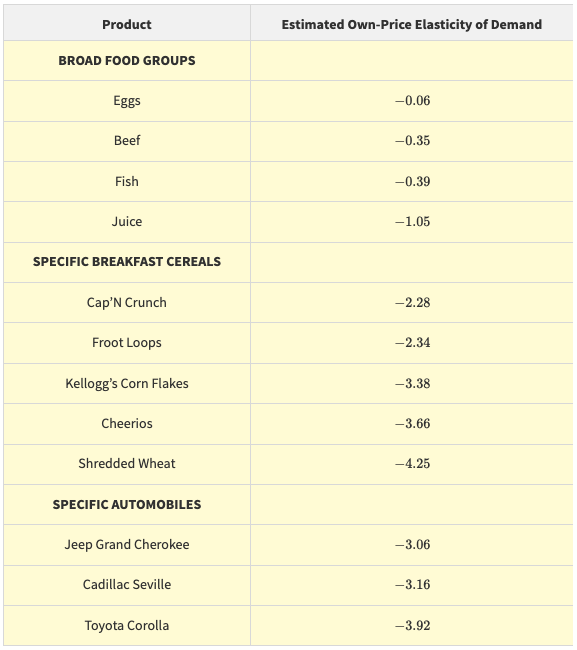 Product Estimated Own-Price Elasticity of Demand
BROAD FOOD GROUPS
Eggs −0.06
Beef −0.35
Fish −0.39
Juice −1.05
SPECIFIC BREAKFAST CEREALS
Cap’N Crunch −2.28
Froot Loops −2.34
Kellogg’s Corn Flakes −3.38
Cheerios −3.66
Shredded Wheat −4.25
SPECIFIC AUTOMOBILES
Jeep Grand Cherokee −3.06
Cadillac Seville −3.16
Toyota Corolla −3.92